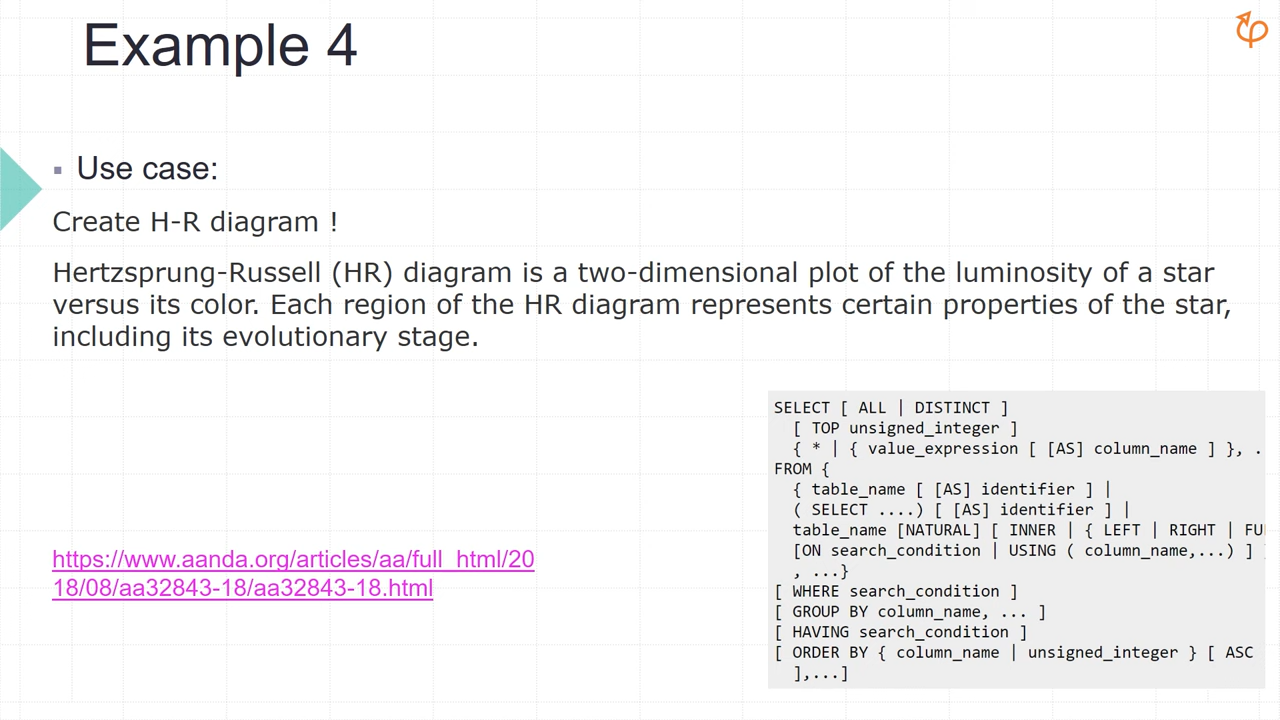 Example 4
Use case:
Create H-R diagram !
Hertzsprung-Russell (HR) diagram is a two-dimensional plot of the luminosity of a star
versus its color. Each region of the HR diagram represents certain properties of the star,
including its evolutionary stage.
https://www.aanda.org/articles/aa/full_html/20
18/08/aa32843-18/aa32843-18.html
SELECT [ ALL | DISTINCT ]
[ TOP unsigned_integer ]
{ * | { value_expression [ [AS] column_name ] }, .
FROM {
{ table_name [ [AS] identifier ] |
( SELECT ....) [ [AS] identifier ] |
table_name [NATURAL] [ INNER | { LEFT | RIGHT | FU
[ON search_condition | USING ( column_name,...) ]
, ...}
[ WHERE search_condition ]
[ GROUP BY column_name, ... ]
[ HAVING search_condition ]
[ ORDER BY { column_name | unsigned_integer } [ ASC
],...]